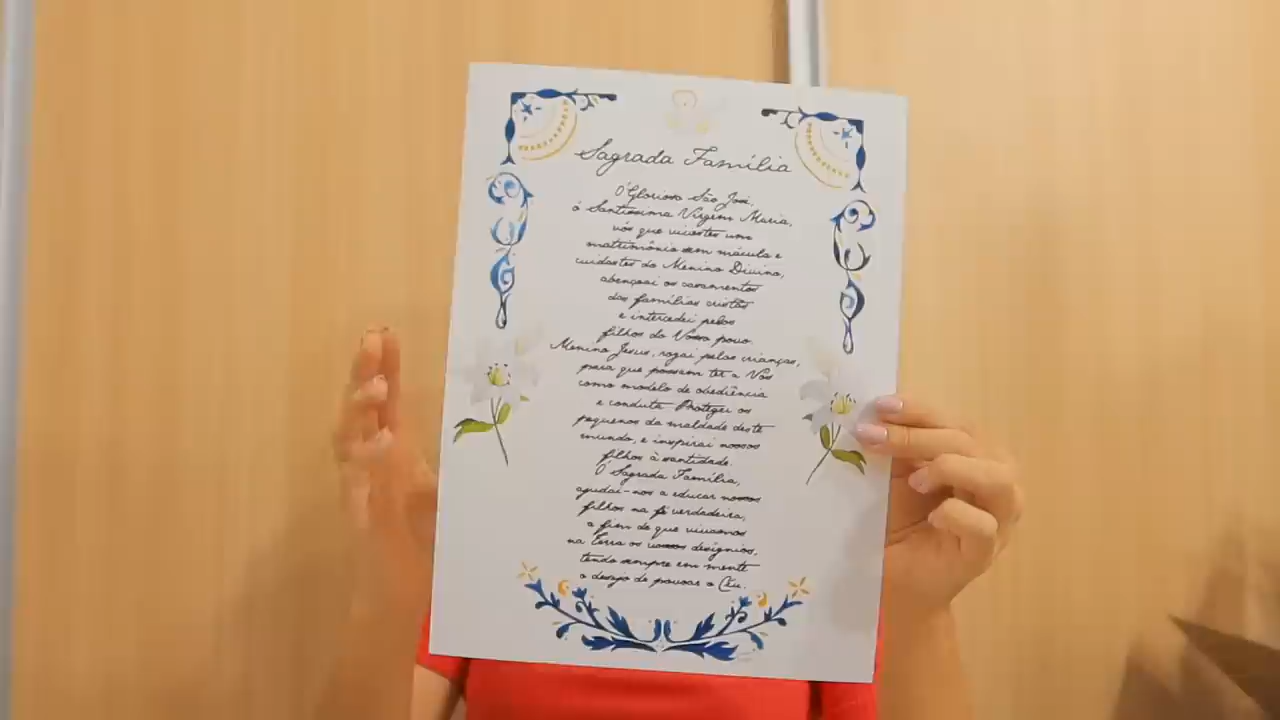 Sagrada Família
Ó Glorioso São José,
ó Santíssima Virgem Maria,
vós que vivestes um
matrimônio sem mácula e
cuidastes do Menino Divino,
abençoai os casamentos
das famílias cristãs
e intercedei pelos
filhos do Vosso povo.
Menino Jesus, rogai pelas crianças,
para que possam ter a Vós
como modelo de obediência
e conduta. Protegei os
pequenos da maldade deste
mundo, e inspirai nossos
filhos à santidade.
Ó Sagrada Família,
ajudai-nos a educar nossos
filhos na fé verdadeira,
a fim de que vivamos
na Terra os vossos desígnios,
tendo sempre em mente
o desejo de povoar o Céu.